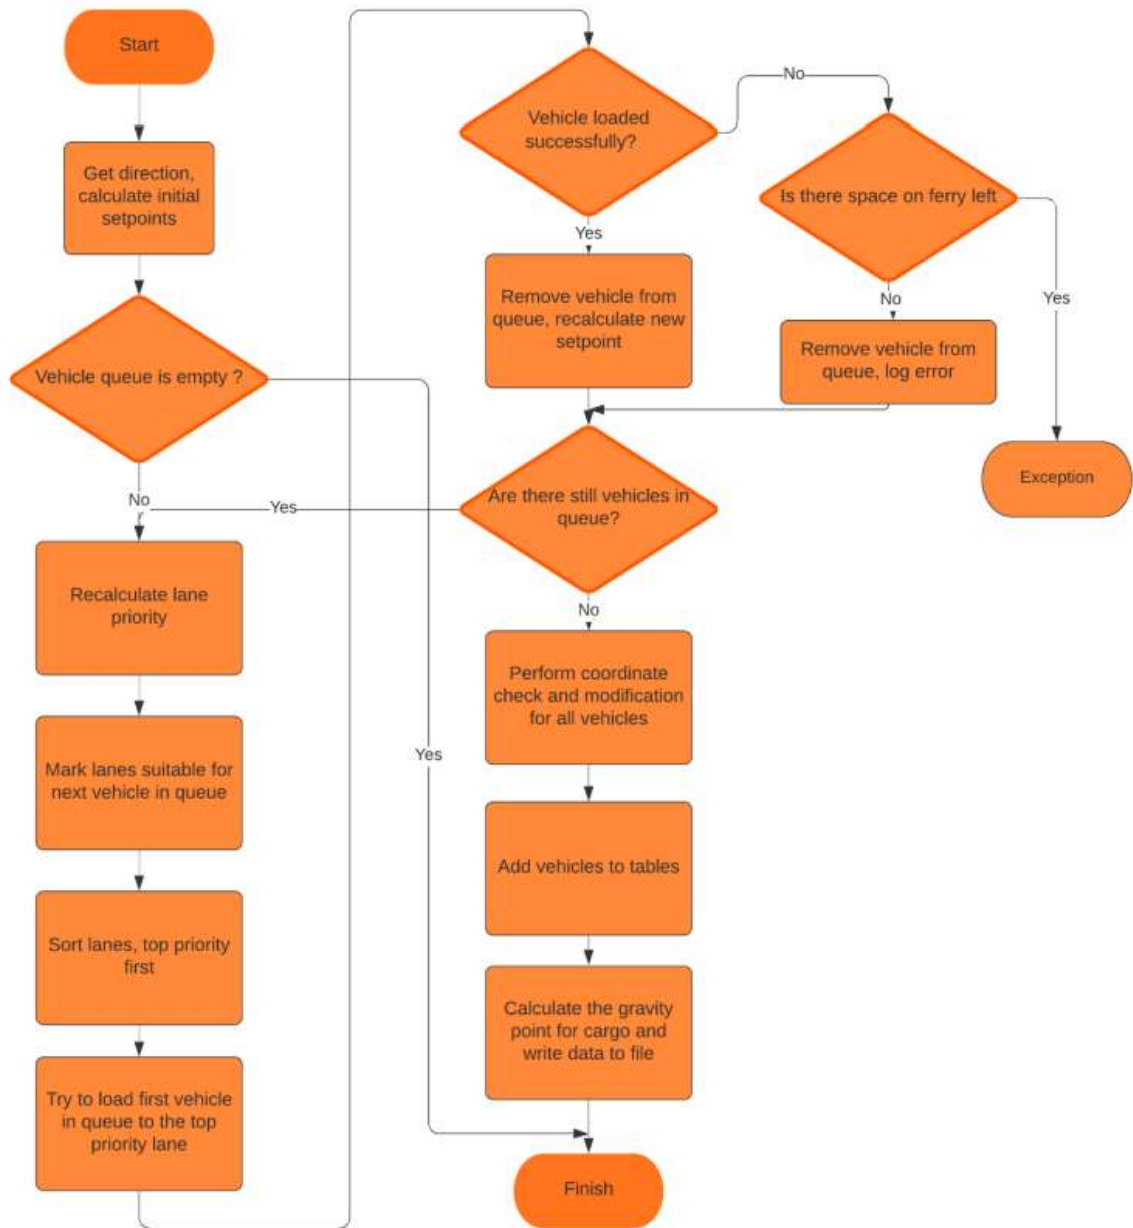 Start
Get direction,
calculate initial
setpoints
Vehicle queue is empty ?
No
Yes
Recalculate lane
priority
Mark lanes suitable for
next vehicle in queue
Sort lanes, top priority
first
Try to load first vehicle
in queue to the top
priority lane
Vehicle loaded
successfully?
No
Is there space on ferry left
Yes
Remove vehicle from
queue, recalculate new
setpoint
No
Remove vehicle from
queue, log error
Yes
Exception
Are there still vehicles in
queue?
Yes
No
Perform coordinate
check and modification
for all vehicles
Add vehicles to tables
Calculate the gravity
point for cargo and
write data to file
Finish